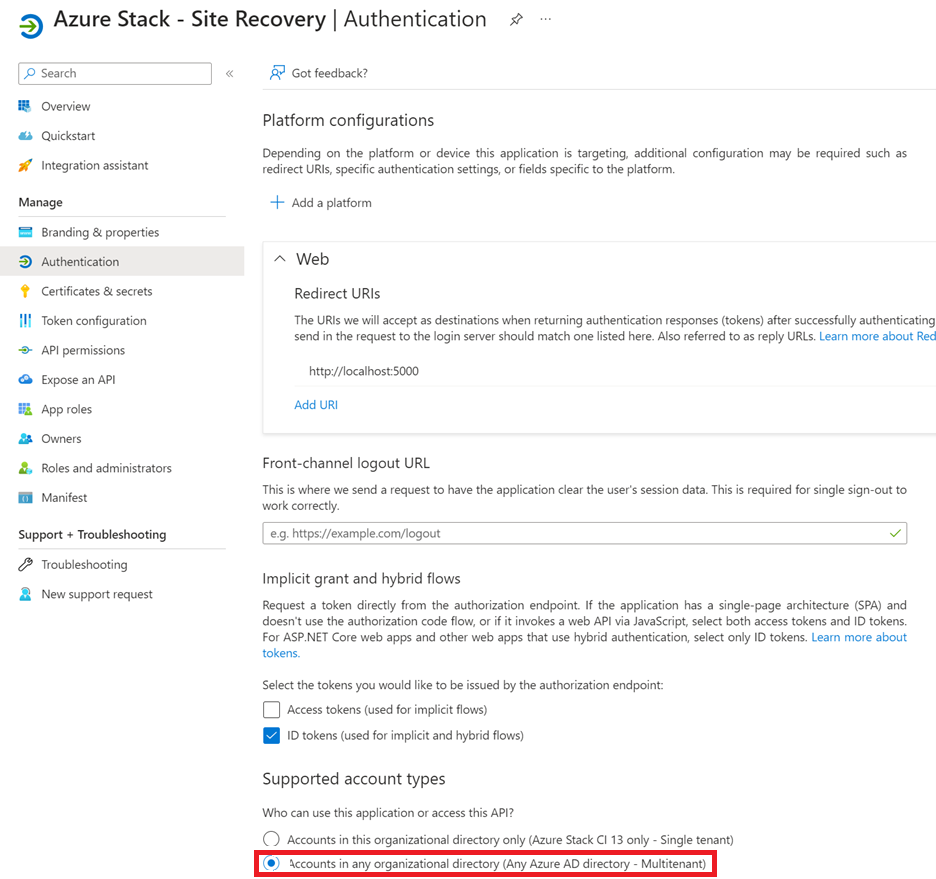 Azure Stack - Site Recovery | Authentication
Search
«
Got feedback?
Overview
Quickstart
Integration assistant
Manage
Branding & properties
Authentication
Certificates & secrets
Token configuration
API permissions
Expose an API
App roles
Owners
Roles and administrators
Manifest
Support + Troubleshooting
Troubleshooting
New support request
Platform configurations
Depending on the platform or device this application is targeting, additional configuration may be required such as
redirect URIs, specific authentication settings, or fields specific to the platform.
Add a platform
Web
Redirect URIs
The URIs we will accept as destinations when returning authentication responses (tokens) after successfully authenticating
send in the request to the login server should match one listed here. Also referred to as reply URLs. Learn more about Red
http://localhost:5000
Add URI
Front-channel logout URL
This is where we send a request to have the application clear the user's session data. This is required for single sign-out to
work correctly.
e.g. https://example.com/logout
Implicit grant and hybrid flows
Request a token directly from the authorization endpoint. If the application has a single-page architecture (SPA) and
doesn't use the authorization code flow, or if it invokes a web API via JavaScript, select both access tokens and ID tokens.
For ASP.NET Core web apps and other web apps that use hybrid authentication, select only ID tokens. Learn more about
tokens.
Select the tokens you would like to be issued by the authorization endpoint:
Access tokens (used for implicit flows)
ID tokens (used for implicit and hybrid flows)
Supported account types
Who can use this application or access this API?
Accounts in this organizational directory only (Azure Stack CI 13 only - Single tenant)
Accounts in any organizational directory (Any Azure AD directory - Multitenant)